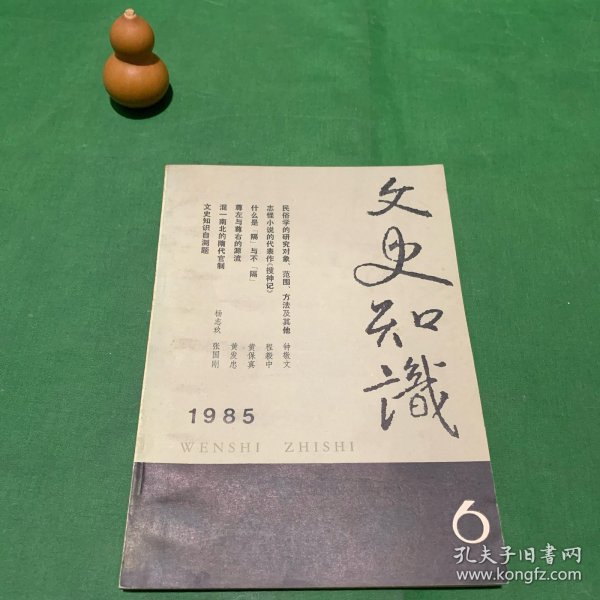 文史知識
民俗学的研究对象、范围、方法及其他 钟敬文
志怪小说的代表作《搜神记》 程毅中
什么是“隔”与不“隔” 黄保真
尊左与尊右的源流 黄发忠
混一南北的隋代官制 杨志玖 张国刚
文史知识自测题
1985
WENSHI ZHISHI
6
孔夫子旧书网
www.kongfz.com